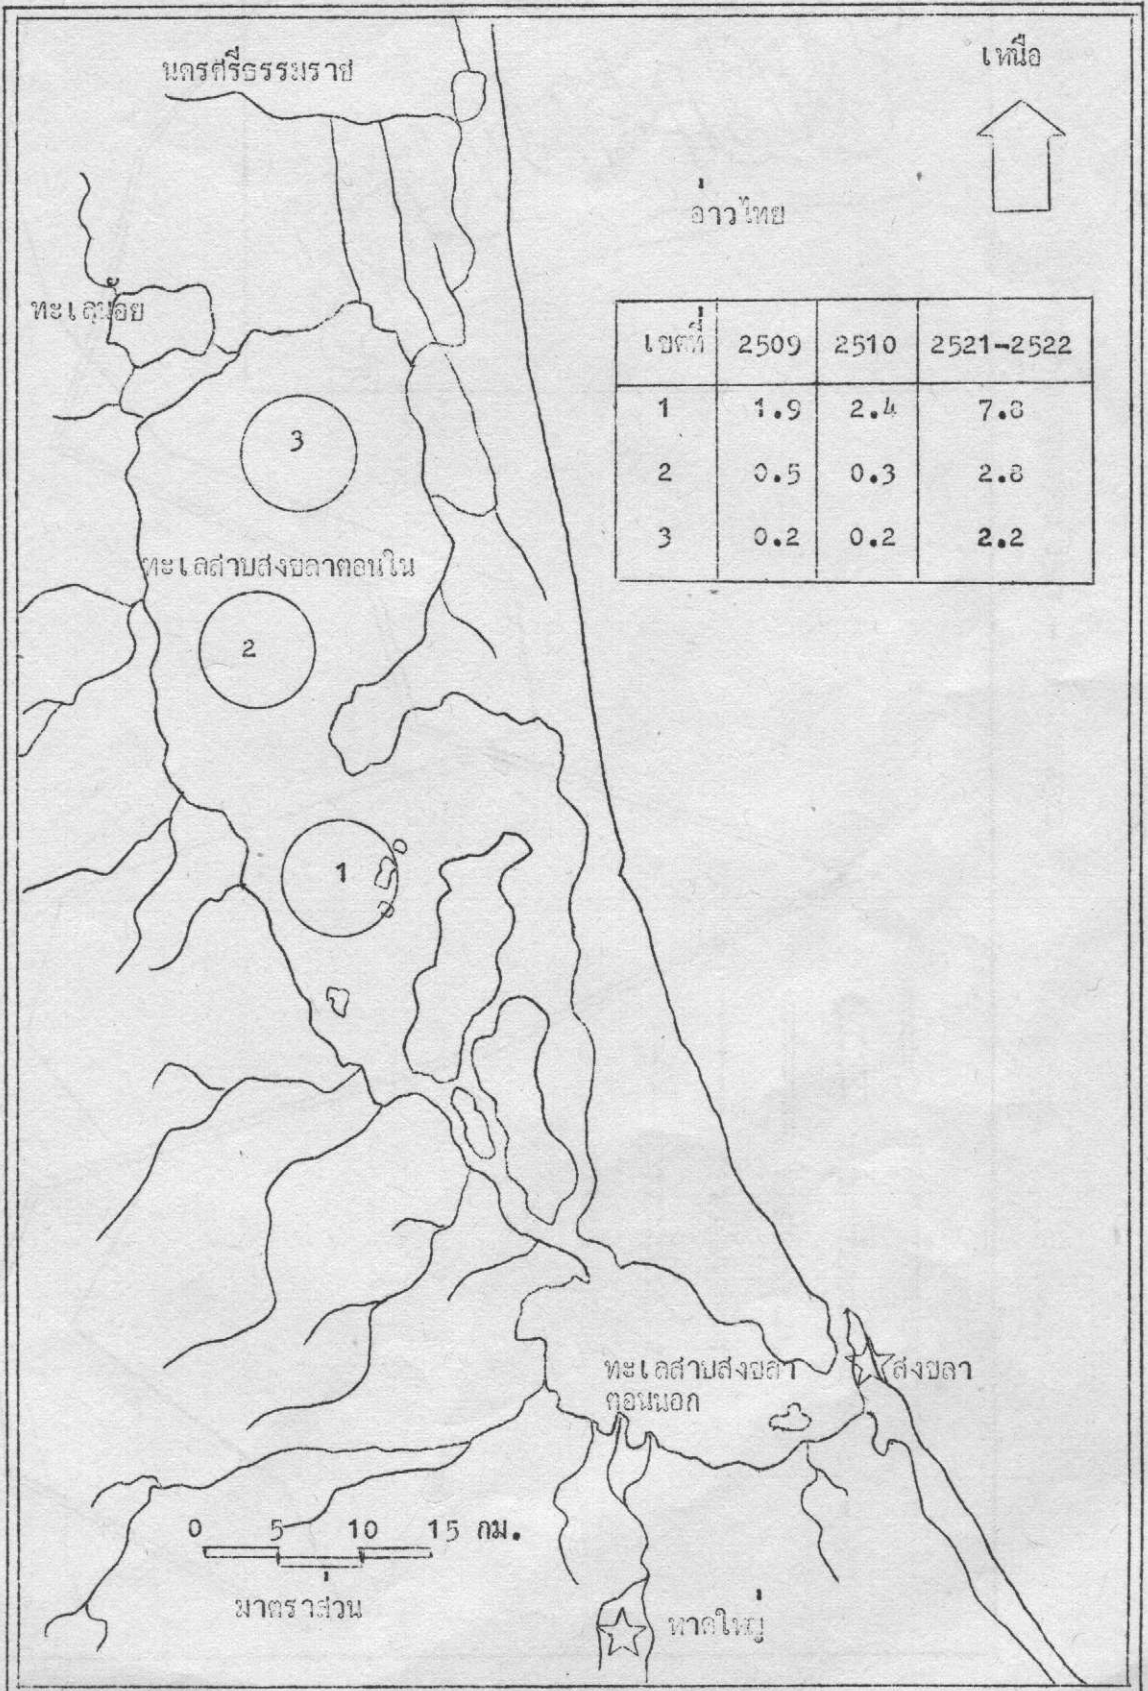 นครศรีธรรมราช
เหนือ
อ่าวไทย
ทะเลน้อย
เขตที่ 2509 2510 2521-2522
1 1.9 2.4 7.8
2 0.5 0.3 2.8
3 0.2 0.2 2.2
3
ทะเลสาบสงขลาตอนใน
2
1
ทะเลสาบสงขลา
ตอนนอก
สงขลา
0 5 10 15 กม.
มาตราส่วน
หาดใหญ่